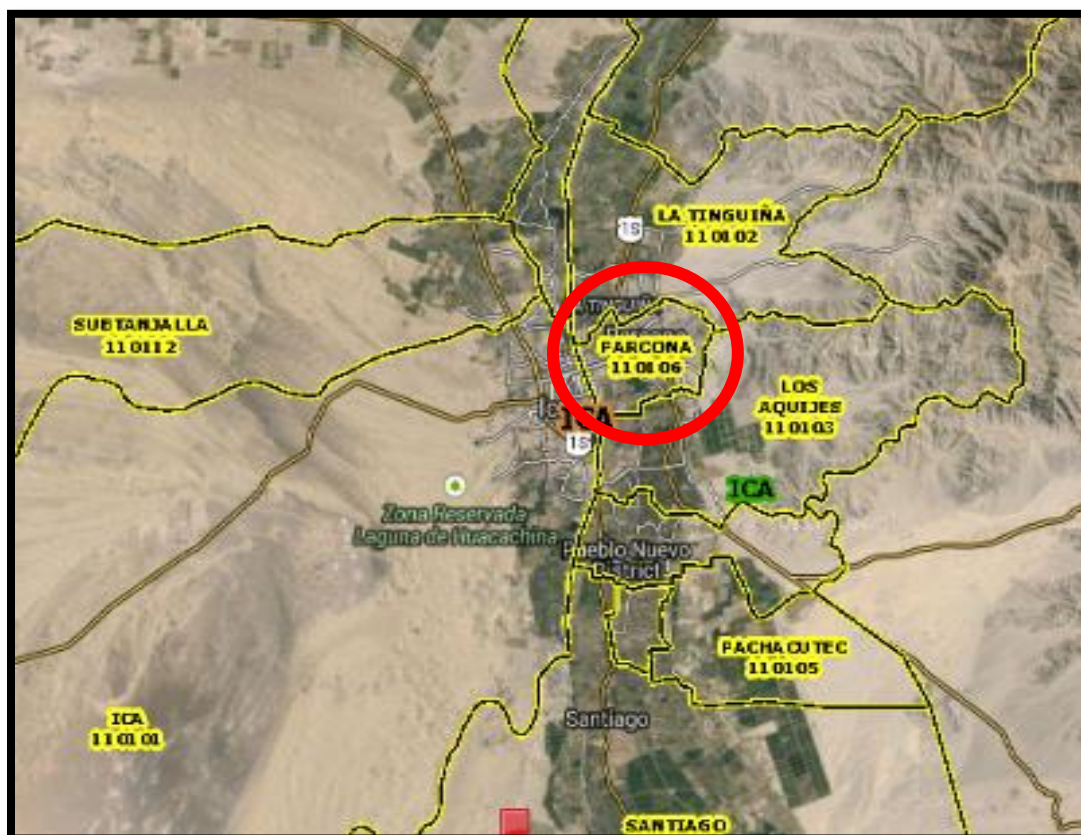 LA TINGUIÑA
110102
1S
SUBTANJALLA
110112
PARCONA
110106
LOS
AQUIJES
110103
ICA
1S
ICA
Zona Reservada
Laguna de Huacachina
Pueblo Nuevo
District
PACHACUTEC
110105
ICA
110101
Santiago
SANTIAGO